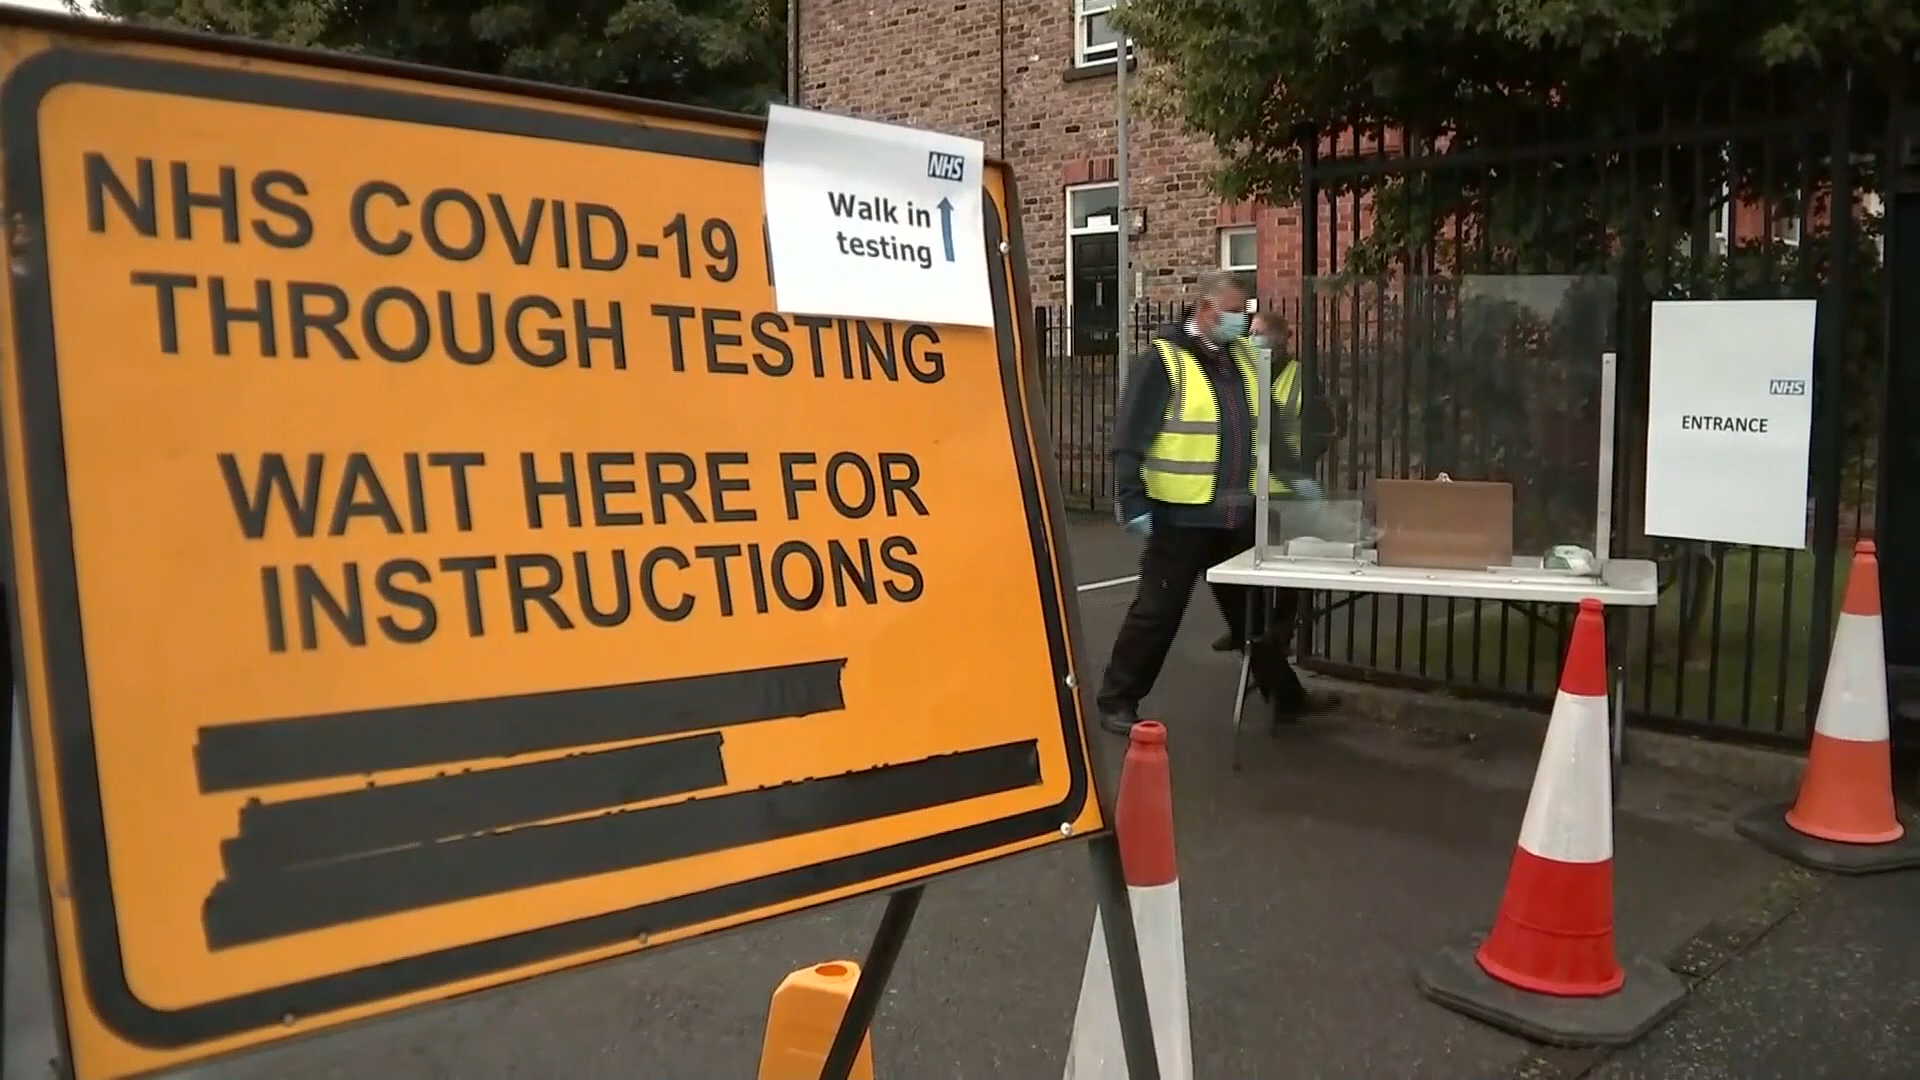 NHS COVID-19
THROUGH TESTING
WAIT HERE FOR
INSTRUCTIONS
NHS
Walk in
testing
NHS
ENTRANCE